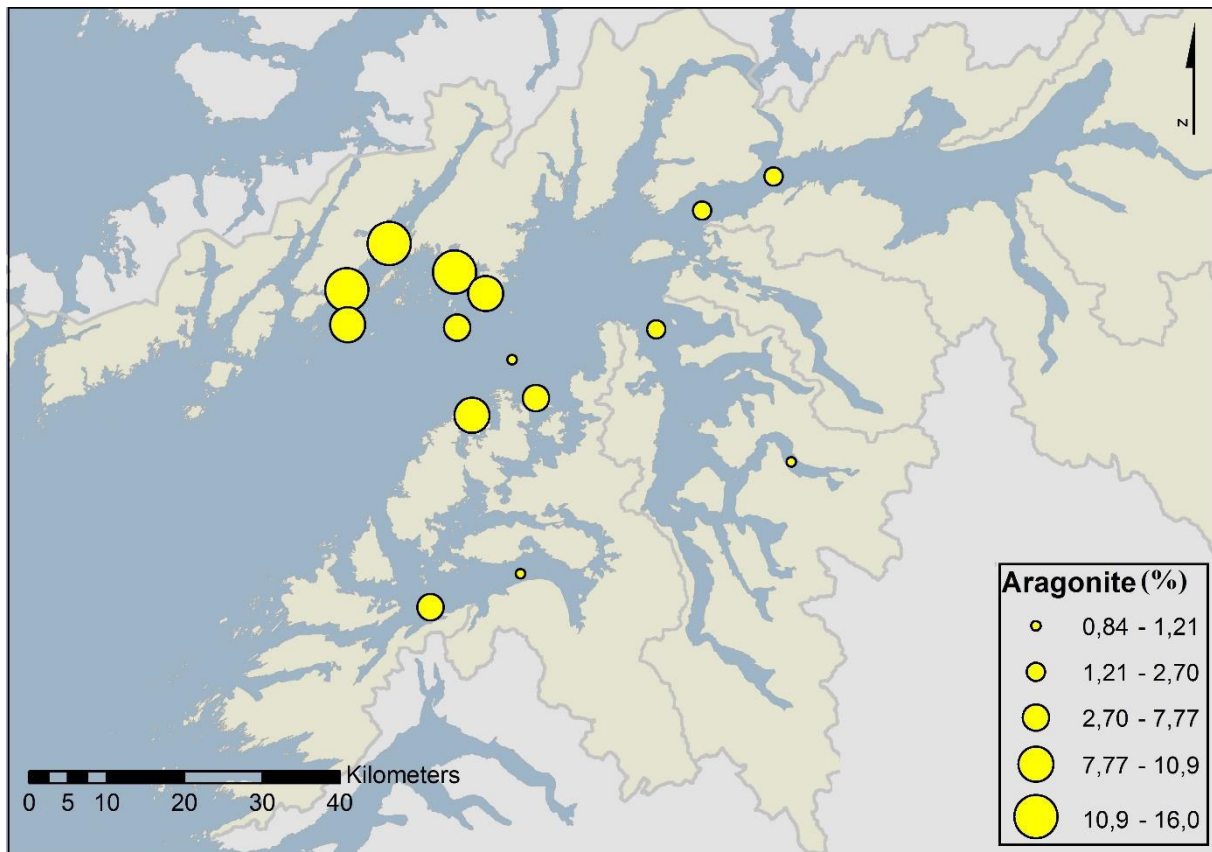 N
Aragonite (%)
0,84 - 1,21
1,21 - 2,70
2,70 - 7,77
7,77 - 10,9
10,9 - 16,0
Kilometers
0 5 10 20 30 40